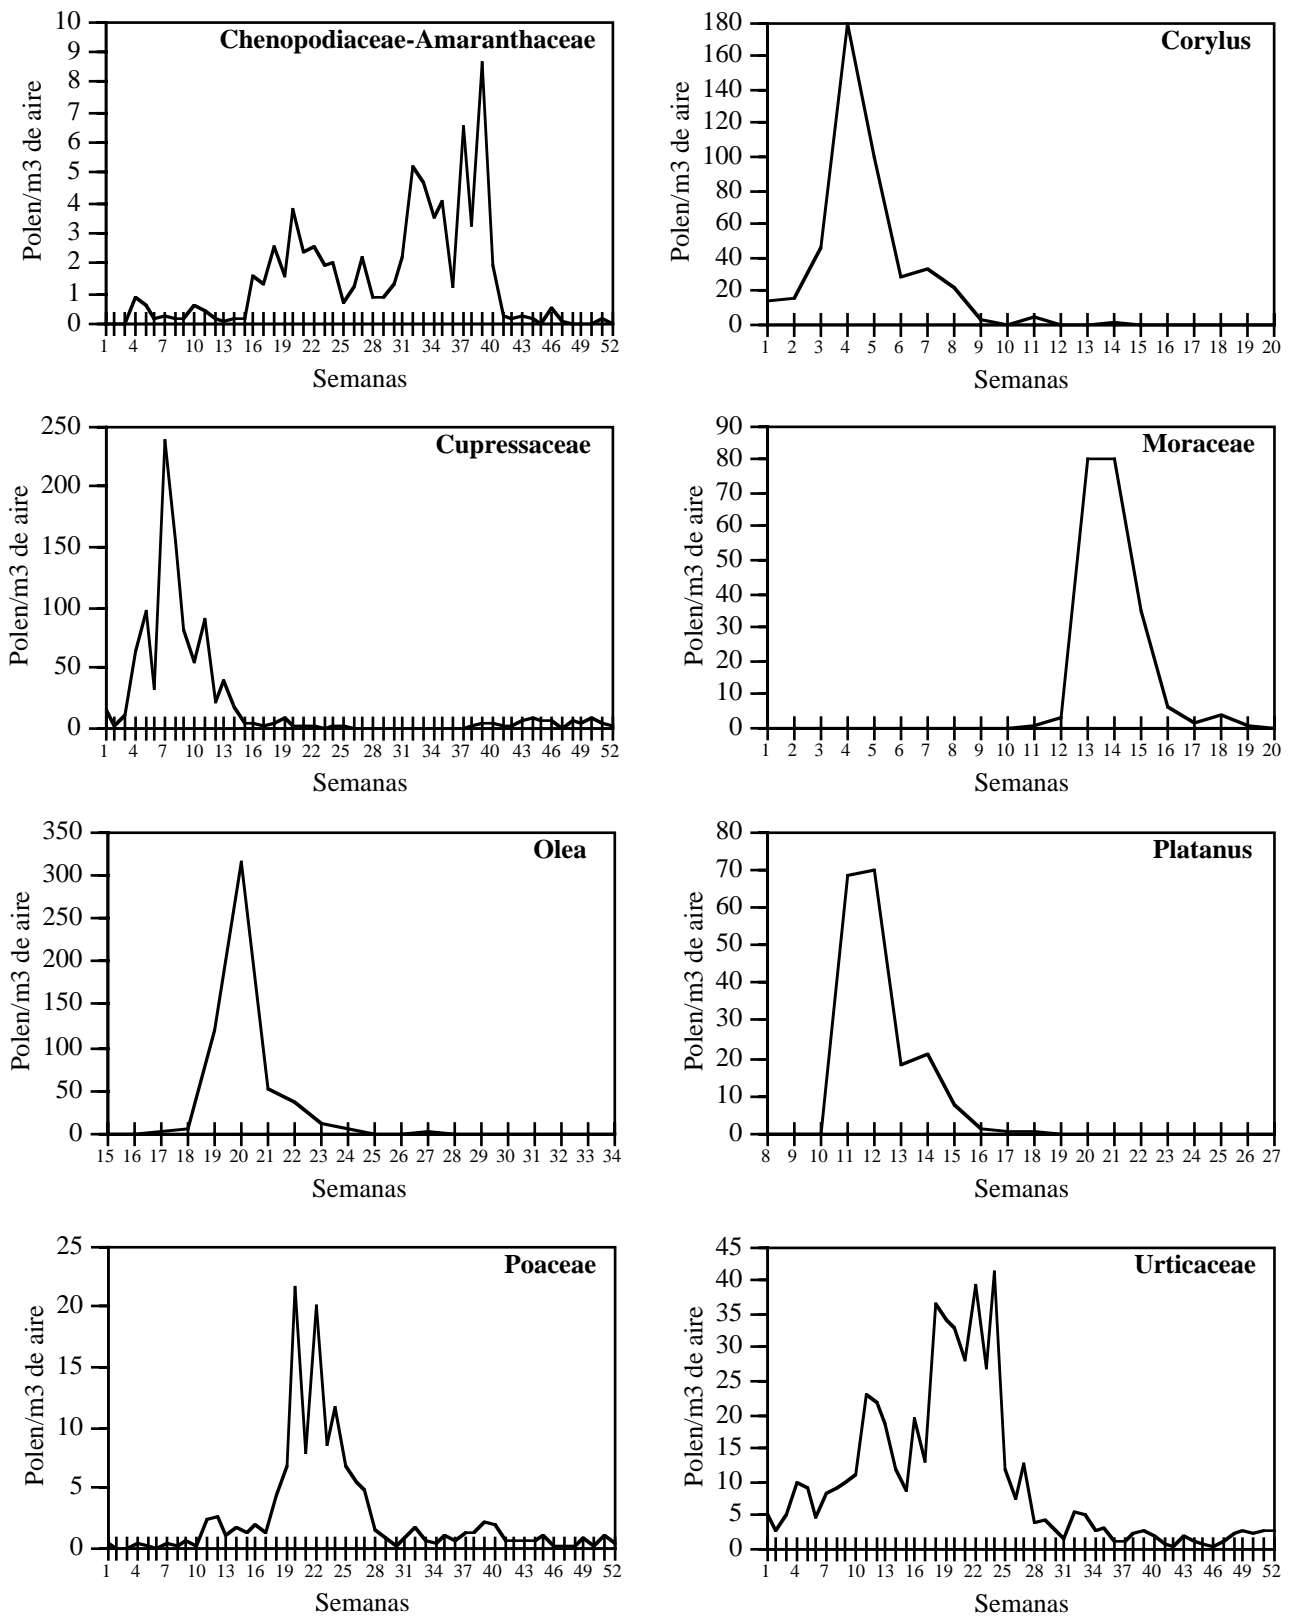 Chenopodiaceae-Amaranthaceae
Polen/m3 de aire
10
9
8
7
6
5
4
3
2
1
0
1 4 7 10 13 16 19 22 25 28 31 34 37 40 43 46 49 52
Semanas
Corylus
Polen/m3 de aire
180
160
140
120
100
80
60
40
20
0
1 2 3 4 5 6 7 8 9 10 11 12 13 14 15 16 17 18 19 20
Semanas
Cupressaceae
Polen/m3 de aire
250
200
150
100
50
0
1 4 7 10 13 16 19 22 25 28 31 34 37 40 43 46 49 52
Semanas
Moraceae
Polen/m3 de aire
90
80
70
60
50
40
30
20
10
0
1 2 3 4 5 6 7 8 9 10 11 12 13 14 15 16 17 18 19 20
Semanas
Olea
Polen/m3 de aire
350
300
250
200
150
100
50
0
15 16 17 18 19 20 21 22 23 24 25 26 27 28 29 30 31 32 33 34
Semanas
Platanus
Polen/m3 de aire
80
70
60
50
40
30
20
10
0
8 9 10 11 12 13 14 15 16 17 18 19 20 21 22 23 24 25 26 27
Semanas
Poaceae
Polen/m3 de aire
25
20
15
10
5
0
1 4 7 10 13 16 19 22 25 28 31 34 37 40 43 46 49 52
Semanas
Urticaceae
Polen/m3 de aire
45
40
35
30
25
20
15
10
5
0
1 4 7 10 13 16 19 22 25 28 31 34 37 40 43 46 49 52
Semanas